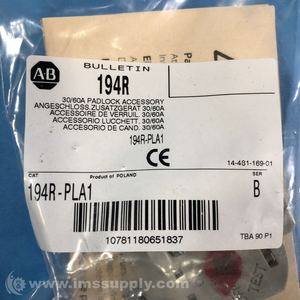 AB
BULLETIN
194R
30/60A PADLOCK ACCESSORY
ANGESCHLOSS.ZUSATZGERAT 30/60A
ACCESSOIRE DE VERRUIL. 30/60A
ACCESSORIO LUCCHETT. 30/60A
ACCESORIO DE CAND. 30/60A
194R-PLA1
CE
14-481-169-01
CAT
Product of POLAND
SER
194R-PLA1
B
10781180651837
TBA 90 P1
TEST
© www.imssupply.com